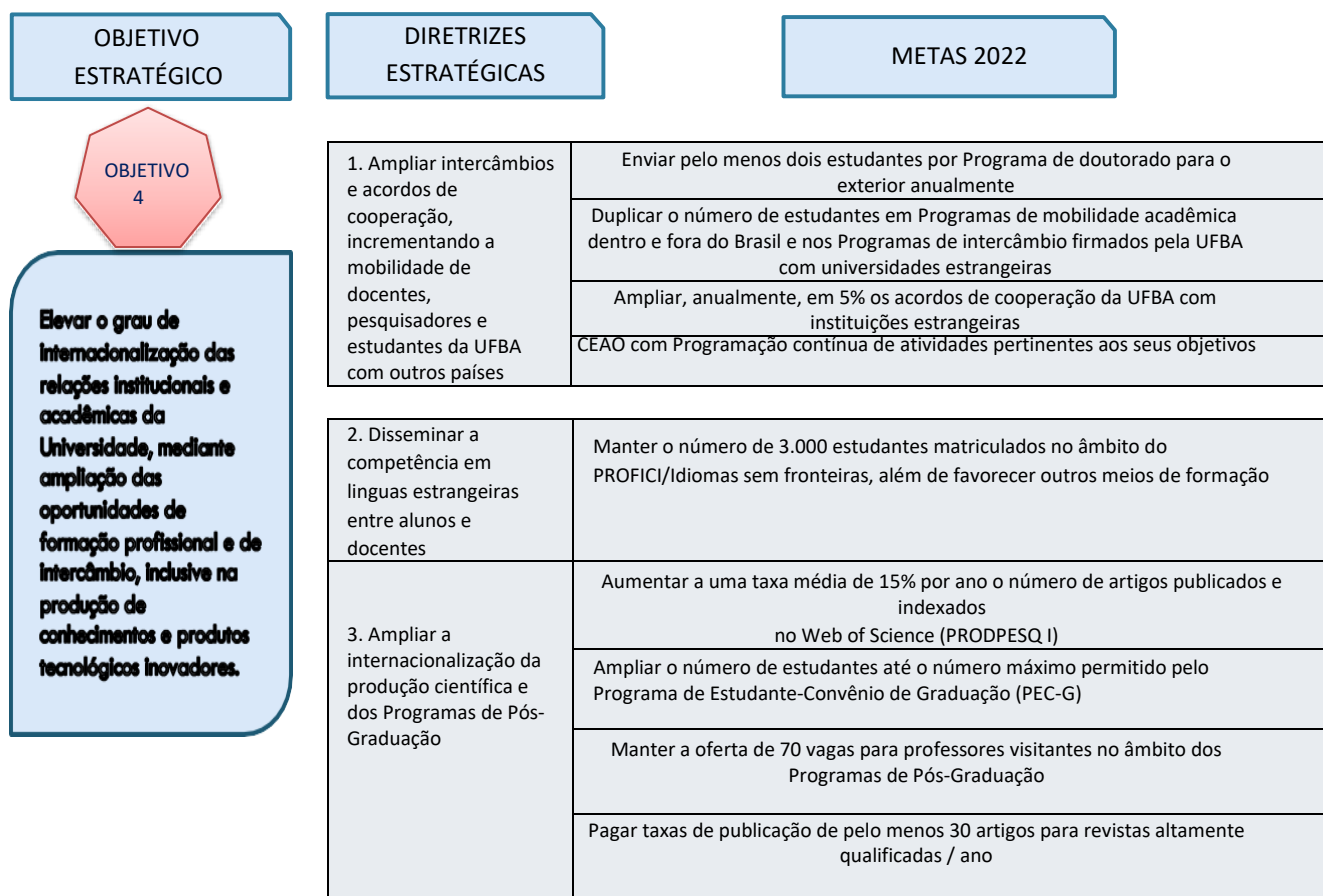 OBJETIVO
ESTRATÉGICO
DIRETRIZES
ESTRATÉGICAS
METAS 2022
OBJETIVO
4
Elevar o grau de
internacionalização das
relações institucionais e
acadêmicas da
Universidade, mediante
ampliação das
oportunidades de
formação profissional e de
intercâmbio, inclusive na
produção de
conhecimentos e produtos
tecnológicos inovadores.
1. Ampliar intercâmbios
e acordos de
cooperação,
incrementando a
mobilidade de
docentes,
pesquisadores e
estudantes da UFBA
com outros países
Enviar pelo menos dois estudantes por Programa de doutorado para o
exterior anualmente
Duplicar o número de estudantes em Programas de mobilidade acadêmica
dentro e fora do Brasil e nos Programas de intercâmbio firmados pela UFBA
com universidades estrangeiras
Ampliar, anualmente, em 5% os acordos de cooperação da UFBA com
instituições estrangeiras
CEAO com Programação contínua de atividades pertinentes aos seus objetivos
2. Disseminar a
competência em
linguas estrangeiras
entre alunos e
docentes
Manter o número de 3.000 estudantes matriculados no âmbito do
PROFICI/Idiomas sem fronteiras, além de favorecer outros meios de formação
3. Ampliar a
internacionalização da
produção científica e
dos Programas de Pós-
Graduação
Aumentar a uma taxa média de 15% por ano o número de artigos publicados e
indexados
no Web of Science (PRODPESQ I)
Ampliar o número de estudantes até o número máximo permitido pelo
Programa de Estudante-Convênio de Graduação (PEC-G)
Manter a oferta de 70 vagas para professores visitantes no âmbito dos
Programas de Pós-Graduação
Pagar taxas de publicação de pelo menos 30 artigos para revistas altamente
qualificadas / ano